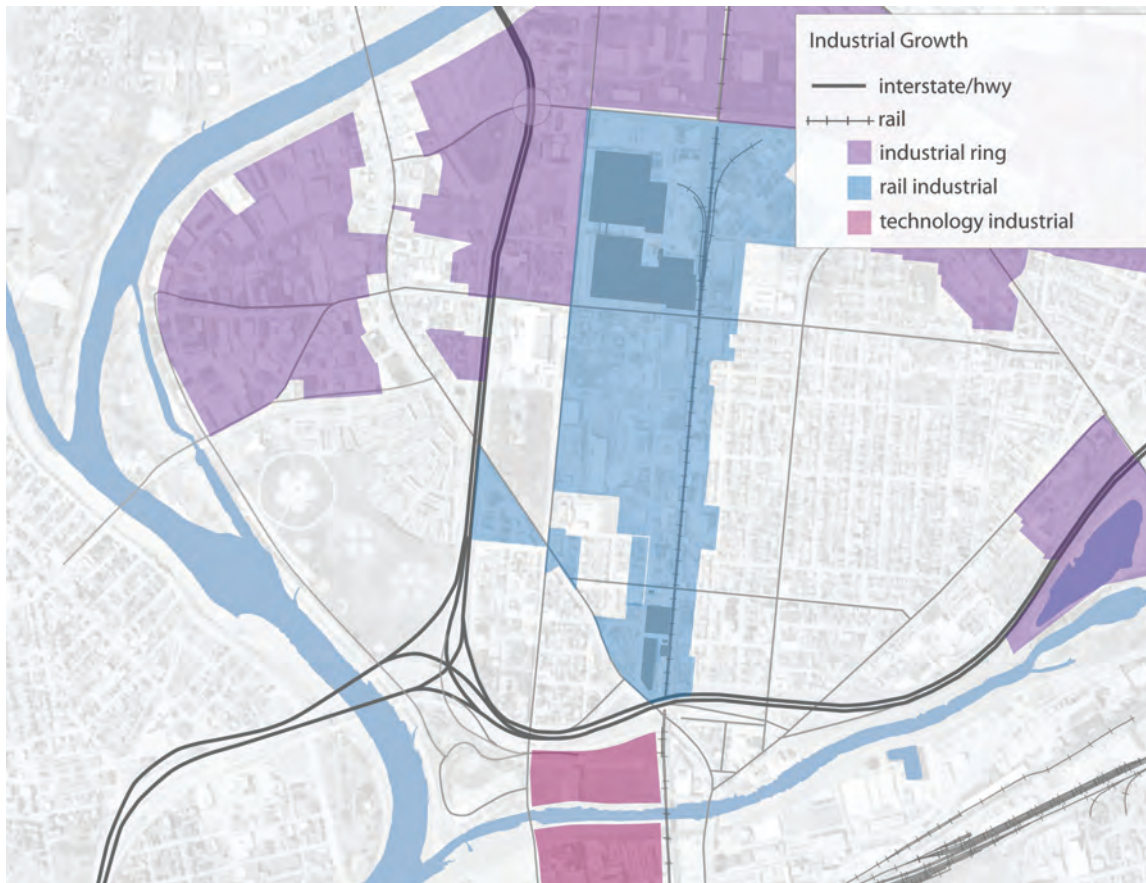 Industrial Growth
interstate/hwy
rail
industrial ring
rail industrial
technology industrial